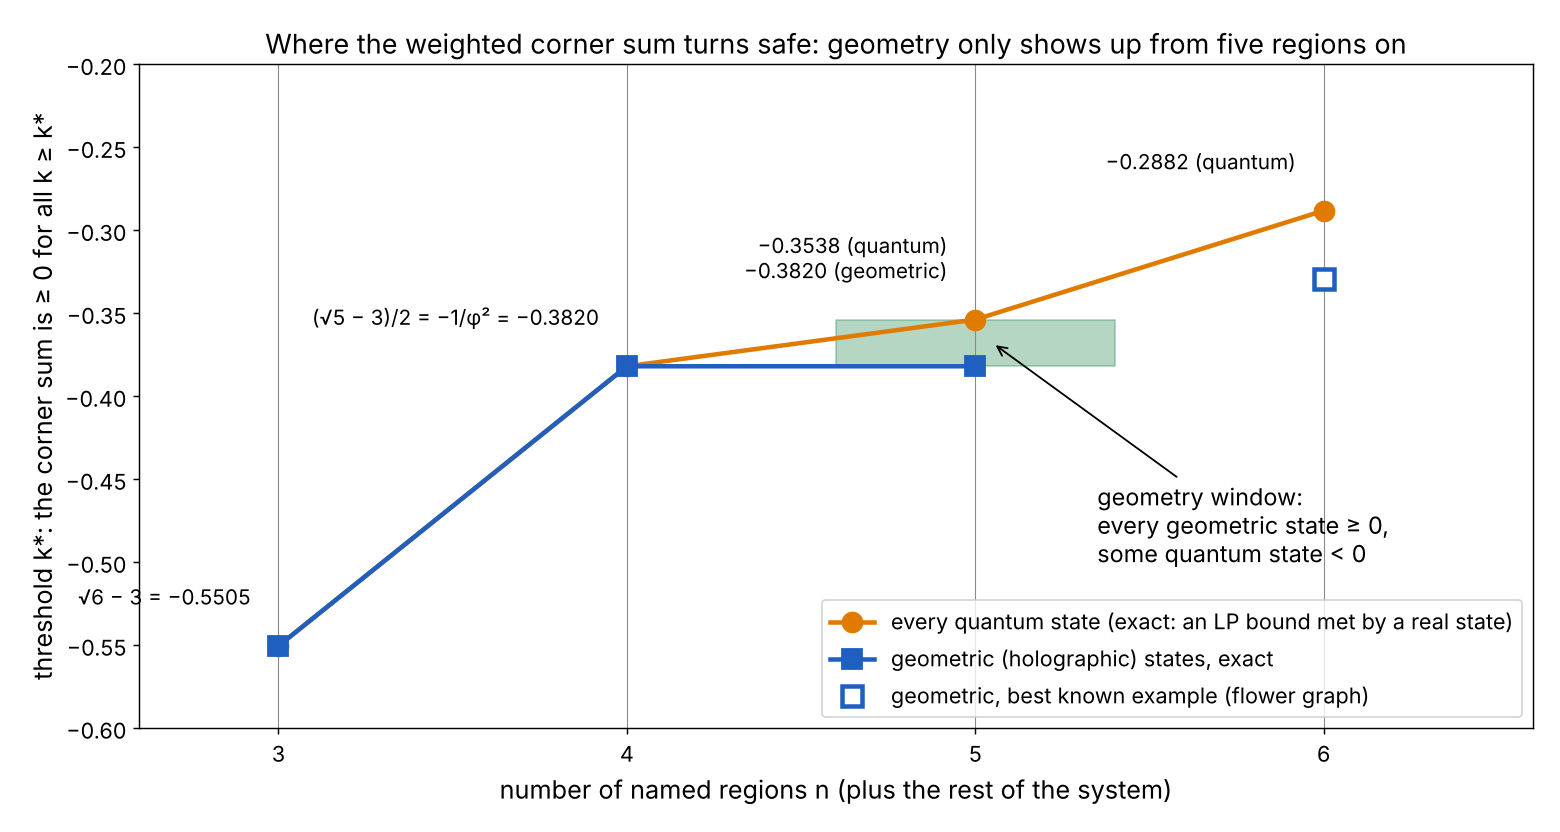 Where the weighted corner sum turns safe: geometry only shows up from five regions on
threshold k*: the corner sum is ≥ 0 for all k ≥ k*
−0.20
−0.25
−0.30
−0.35
−0.40
−0.45
−0.50
−0.55
−0.60
−0.2882 (quantum)
−0.3538 (quantum)
−0.3820 (geometric)
(√5 − 3)/2 = −1/φ² = −0.3820
√6 − 3 = −0.5505
geometry window:
every geometric state ≥ 0,
some quantum state < 0
every quantum state (exact: an LP bound met by a real state)
geometric (holographic) states, exact
geometric, best known example (flower graph)
3
4
5
6
number of named regions n (plus the rest of the system)